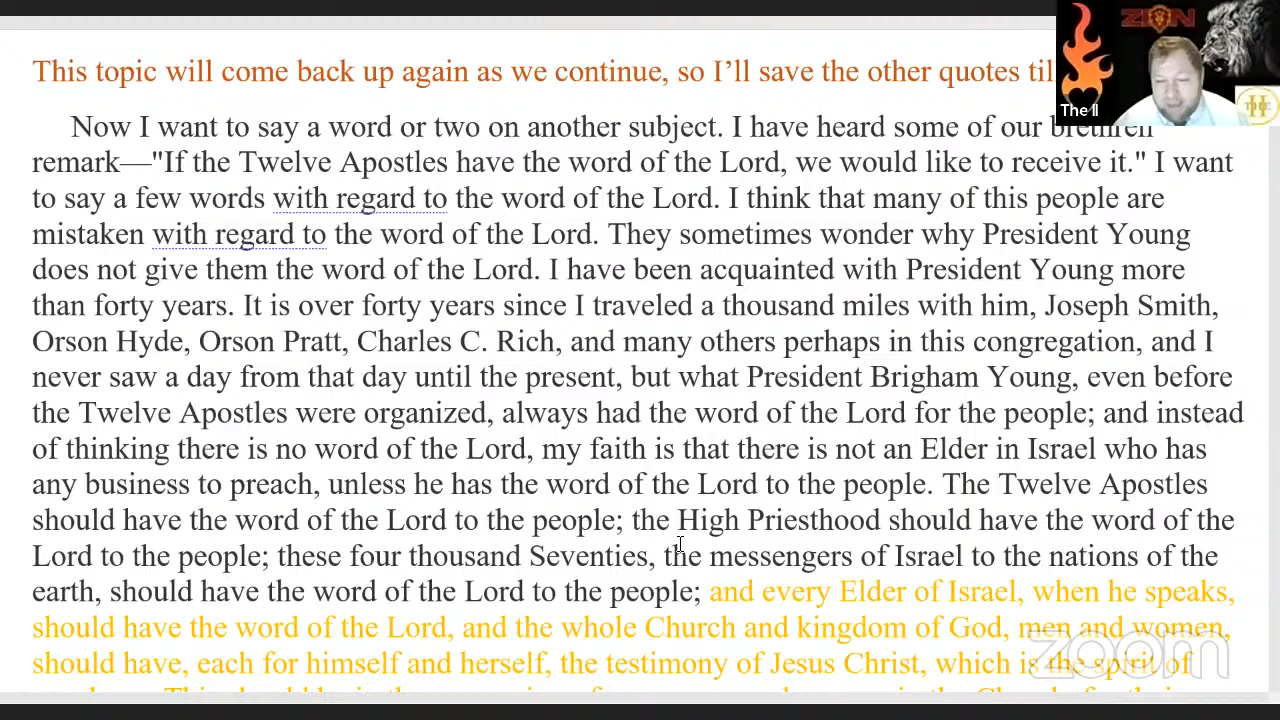 This topic will come back up again as we continue, so I'll save the other quotes til
ZION
The II
THE
II
Now I want to say a word or two on another subject. I have heard some of our brethren
remark—"If the Twelve Apostles have the word of the Lord, we would like to receive it." I want
to say a few words with regard to the word of the Lord. I think that many of this people are
mistaken with regard to the word of the Lord. They sometimes wonder why President Young
does not give them the word of the Lord. I have been acquainted with President Young more
than forty years. It is over forty years since I traveled a thousand miles with him, Joseph Smith,
Orson Hyde, Orson Pratt, Charles C. Rich, and many others perhaps in this congregation, and I
never saw a day from that day until the present, but what President Brigham Young, even before
the Twelve Apostles were organized, always had the word of the Lord for the people; and instead
of thinking there is no word of the Lord, my faith is that there is not an Elder in Israel who has
any business to preach, unless he has the word of the Lord to the people. The Twelve Apostles
should have the word of the Lord to the people; the High Priesthood should have the word of the
Lord to the people; these four thousand Seventies, the messengers of Israel to the nations of the
earth, should have the word of the Lord to the people; and every Elder of Israel, when he speaks,
should have the word of the Lord, and the whole Church and kingdom of God, men and women,
should have, each for himself and herself, the testimony of Jesus Christ, which is the spirit of
zoom